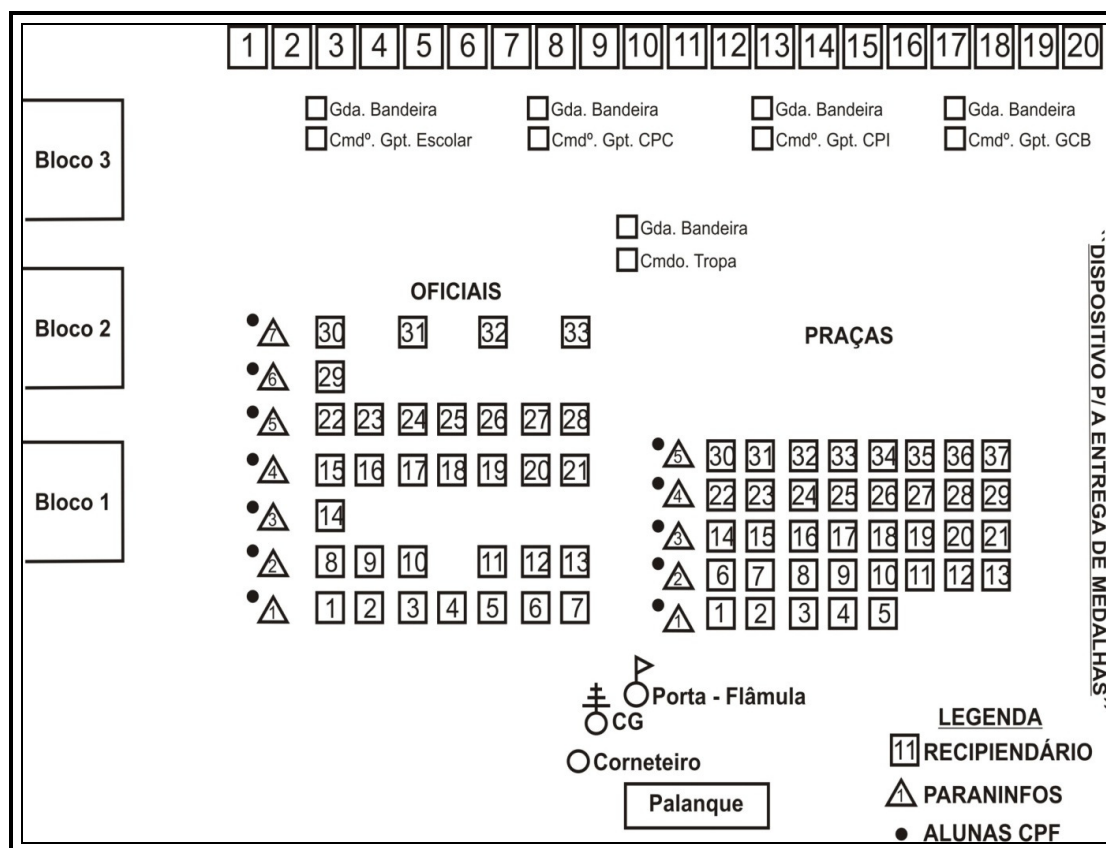 1 2 3 4 5 6 7 8 9 10 11 12 13 14 15 16 17 18 19 20
Gda. Bandeira Gda. Bandeira Gda. Bandeira Gda. Bandeira
Cmdº. Gpt. Escolar Cmdº. Gpt. CPC Cmdº. Gpt. CPI Cmdº. Gpt. GCB
Bloco 3
Gda. Bandeira
Cmdo. Tropa
Bloco 2
Bloco 1
OFICIAIS
7 30 31 32 33
6 29
5 22 23 24 25 26 27 28
4 15 16 17 18 19 20 21
3 14
2 8 9 10 11 12 13
1 1 2 3 4 5 6 7
PRAÇAS
5 30 31 32 33 34 35 36 37
4 22 23 24 25 26 27 28 29
3 14 15 16 17 18 19 20 21
2 6 7 8 9 10 11 12 13
1 1 2 3 4 5
"DISPOSITIVO P/ A ENTREGA DE MEDALHAS"
Porta - Flâmula
CG
Corneteiro
Palanque
LEGENDA
11 RECIPIENDÁRIO
1 PARANINFOS
ALUNAS CPF